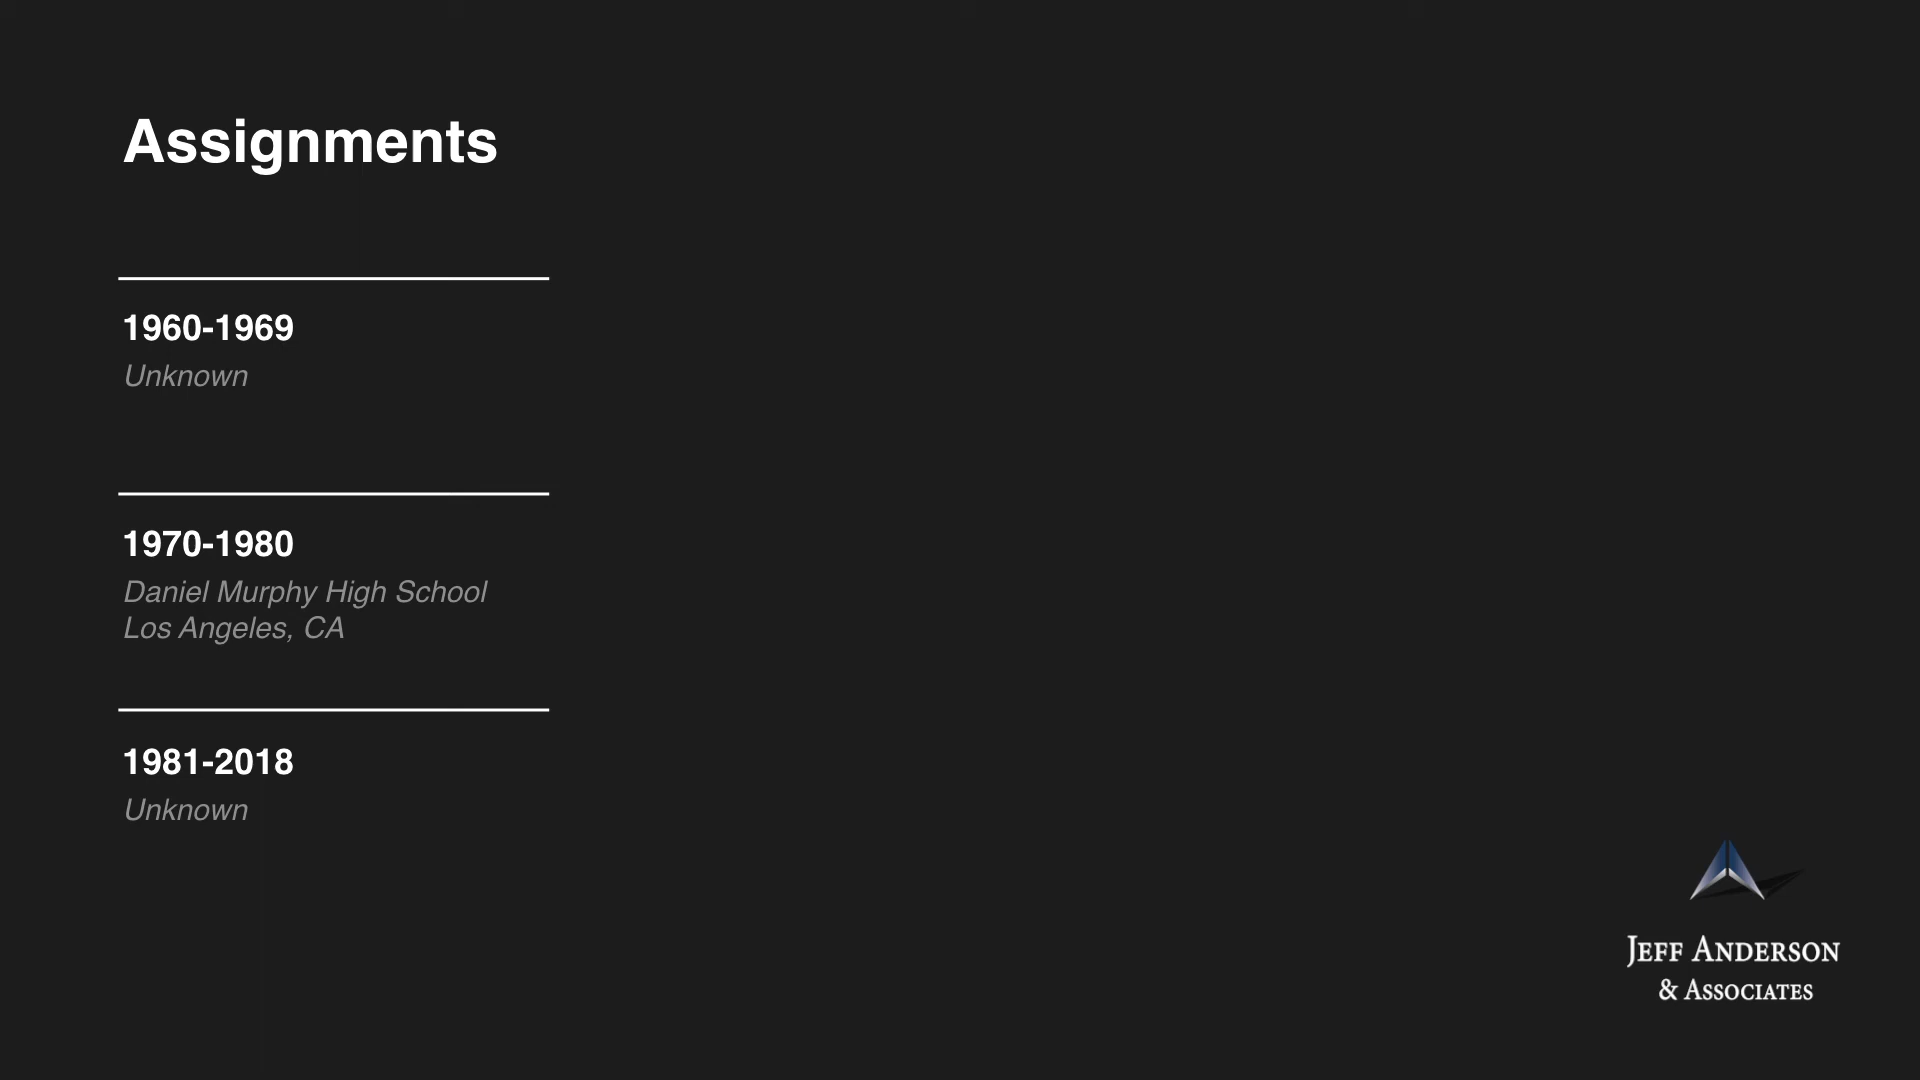 Assignments
1960-1969
Unknown
1970-1980
Daniel Murphy High School
Los Angeles, CA
1981-2018
Unknown
Jeff Anderson
& Associates